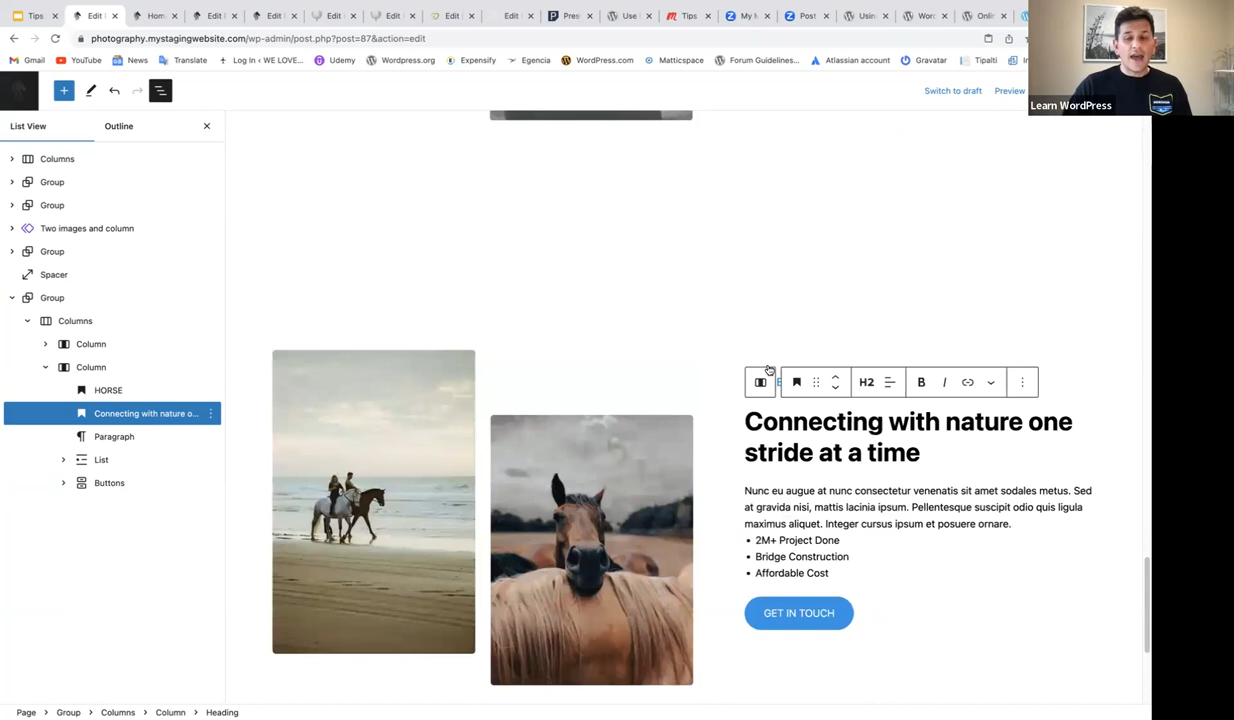 Tips
Edit
Hom
Edit
Edit
Edit
Edit
Edit
Edit
Pres
Use
Tips
My
Post
Usin
Wor
Onlin
photography.mystagingwebsite.com/wp-admin/post.php?post=87&action=edit
Gmail
YouTube
News
Translate
Log In ‹ WE LOVE...
Udemy
Wordpress.org
Expensify
Egencia
WordPress.com
Matticspace
Forum Guidelines...
Atlassian account
Gravatar
Tipalti
Learn WordPress
Switch to draft
Preview
List View
Outline
Columns
Group
Group
Two images and column
Group
Spacer
Group
Columns
Column
Column
HORSE
Connecting with nature o...
Paragraph
List
Buttons
H2
B
I
Connecting with nature one
stride at a time
Nunc eu augue at nunc consectetur venenatis sit amet sodales metus. Sed
at gravida nisi, mattis lacinia ipsum. Pellentesque suscipit odio quis ligula
maximus aliquet. Integer cursus ipsum et posuere ornare.
• 2M+ Project Done
• Bridge Construction
• Affordable Cost
GET IN TOUCH
Page › Group › Columns › Column › Heading